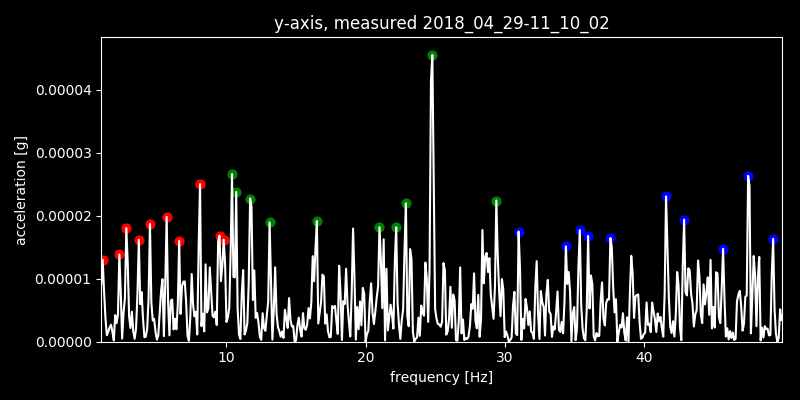 y-axis, measured 2018_04_29-11_10_02
acceleration [g]
0.00004
0.00003
0.00002
0.00001
0.00000
10 20 30 40
frequency [Hz]